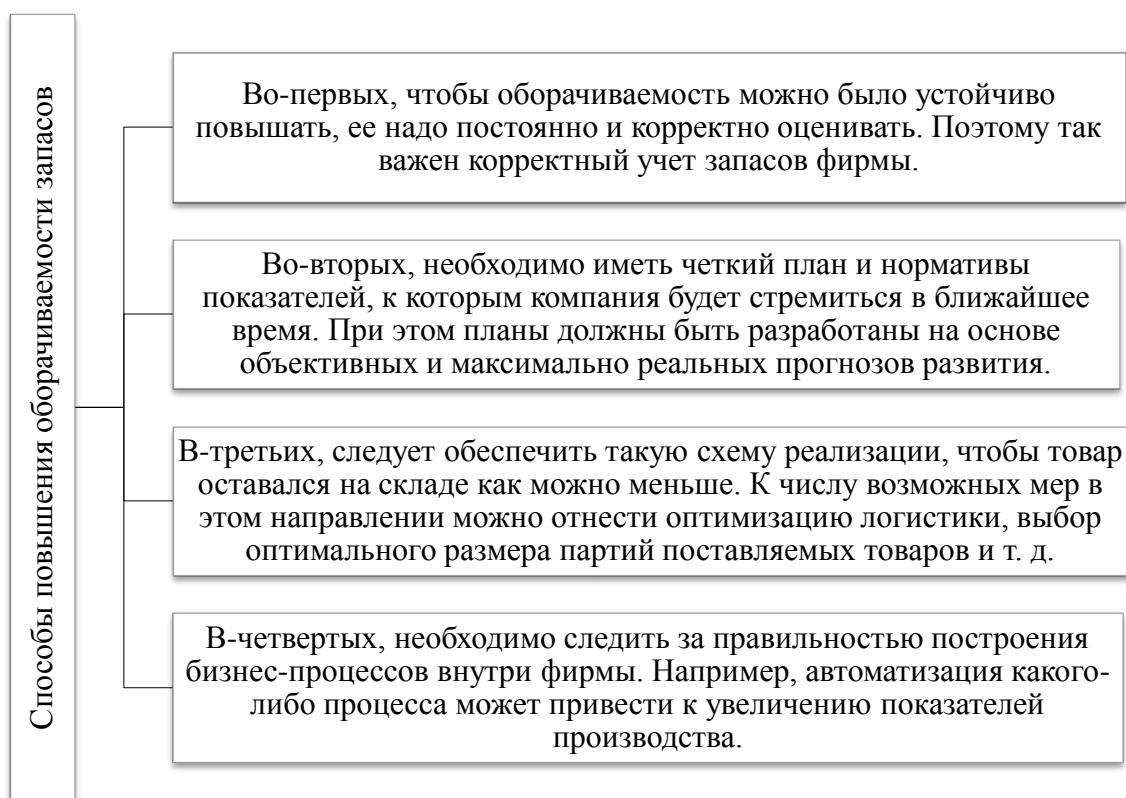 Способы повышения оборачиваемости запасов
Во-первых, чтобы оборачиваемость можно было устойчиво
повышать, ее надо постоянно и корректно оценивать. Поэтому так
важен корректный учет запасов фирмы.
Во-вторых, необходимо иметь четкий план и нормативы
показателей, к которым компания будет стремиться в ближайшее
время. При этом планы должны быть разработаны на основе
объективных и максимально реальных прогнозов развития.
В-третьих, следует обеспечить такую схему реализации, чтобы товар
оставался на складе как можно меньше. К числу возможных мер в
этом направлении можно отнести оптимизацию логистики, выбор
оптимального размера партий поставляемых товаров и т. д.
В-четвертых, необходимо следить за правильностью построения
бизнес-процессов внутри фирмы. Например, автоматизация какого-
либо процесса может привести к увеличению показателей
производства.